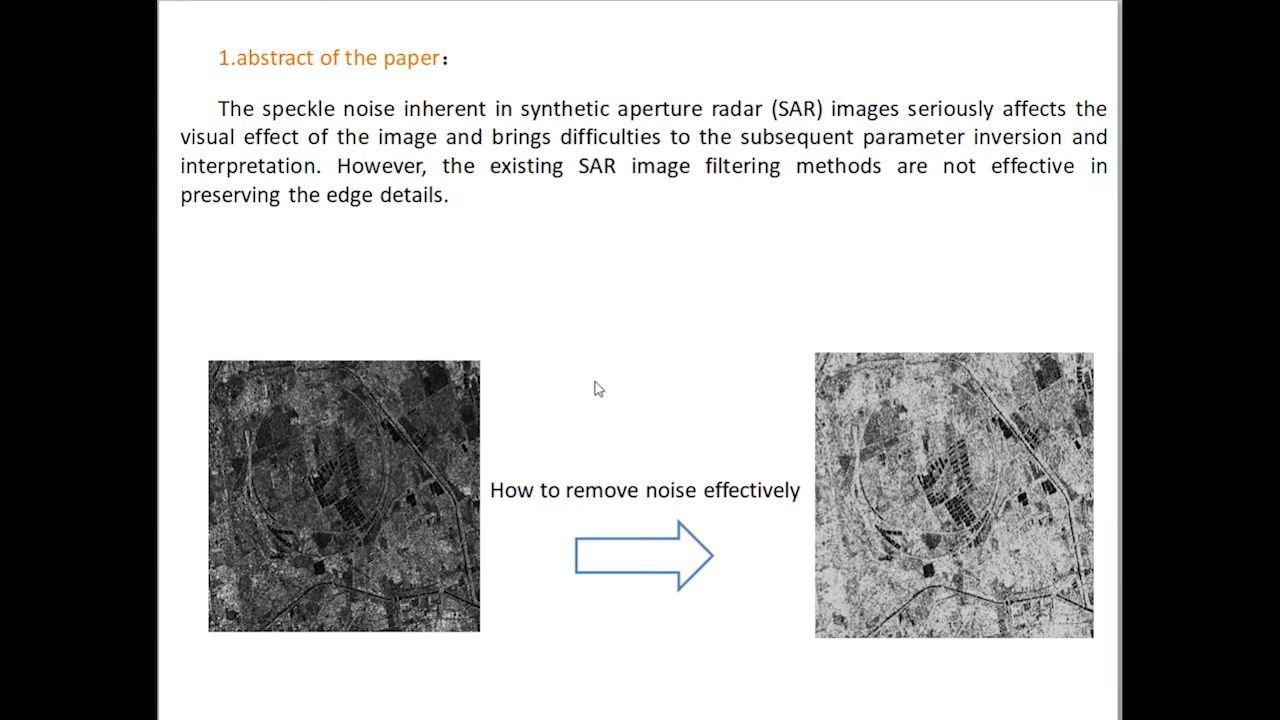 1.abstract of the paper：
The speckle noise inherent in synthetic aperture radar (SAR) images seriously affects the
visual effect of the image and brings difficulties to the subsequent parameter inversion and
interpretation. However, the existing SAR image filtering methods are not effective in
preserving the edge details.
How to remove noise effectively